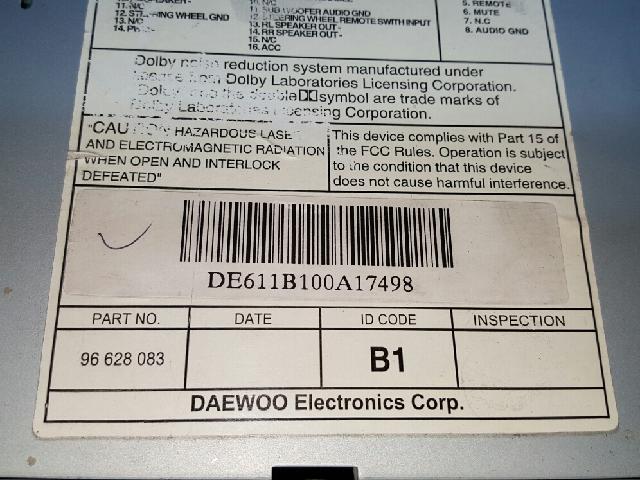 11. N/C
12. STEERING WHEEL GND
13. N/C
14.
10. N/C
11. SUB WOOFER AUDIO GND
12. STEERING WHEEL REMOTE SWITH INPUT
13. RL SPEAKER OUT -
14. RR SPEAKER OUT -
15. N/C
16. ACC
5. REMOTE
6. MUTE
7. N.C
8. AUDIO GND
Dolby noise reduction system manufactured under
license from Dolby Laboratories Licensing Corporation.
Dolby and the double DD symbol are trade marks of
Dolby Laboratories Licensing Corporation.
"CAUTION HAZARDOUS LASER
AND ELECTROMAGNETIC RADIATION
WHEN OPEN AND INTERLOCK
DEFEATED"
This device complies with Part 15 of
the FCC Rules. Operation is subject
to the condition that this device
does not cause harmful interference.
DE611B100A17498
PART NO. DATE ID CODE INSPECTION
96 628 083 B1
DAEWOO Electronics Corp.